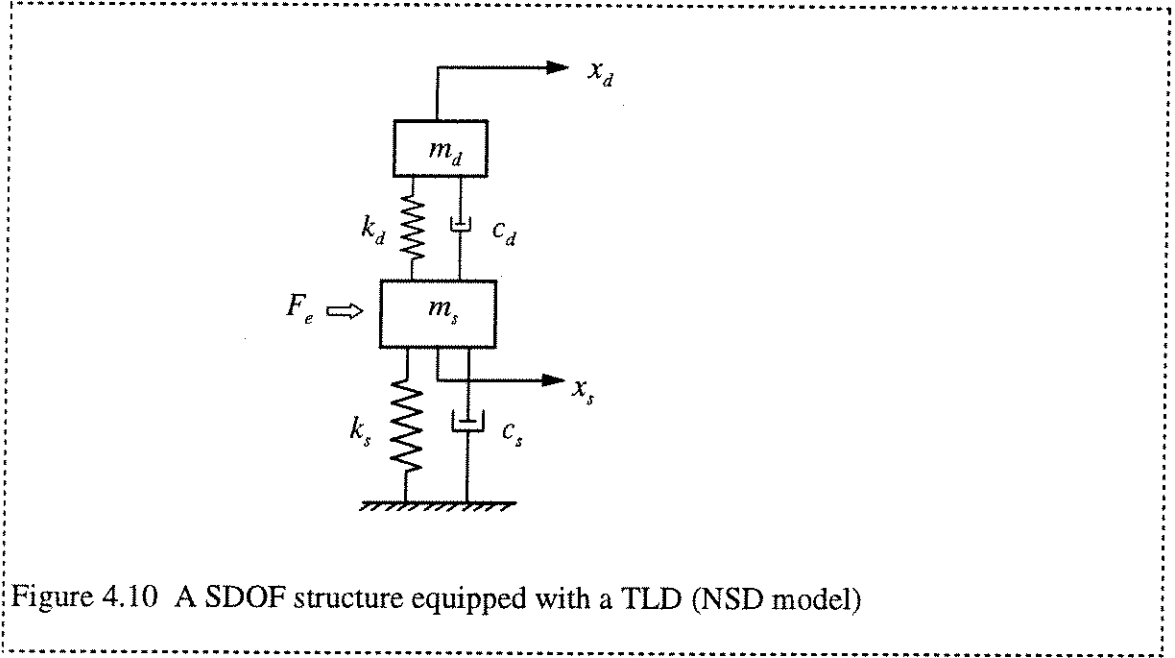 x_d
m_d
k_d
c_d
F_e
m_s
x_s
k_s
c_s
Figure 4.10 A SDOF structure equipped with a TLD (NSD model)